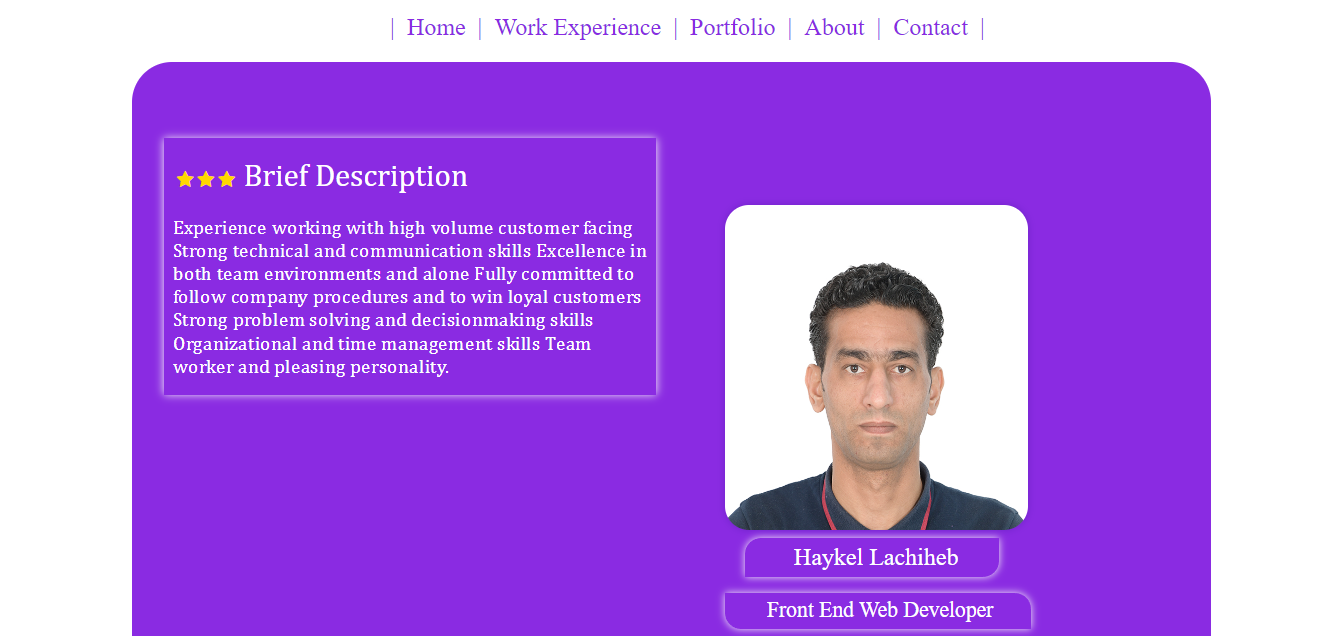 | Home | Work Experience | Portfolio | About | Contact |
Brief Description
Experience working with high volume customer facing
Strong technical and communication skills Excellence in
both team environments and alone Fully committed to
follow company procedures and to win loyal customers
Strong problem solving and decisionmaking skills
Organizational and time management skills Team
worker and pleasing personality.
Haykel Lachiheb
Front End Web Developer